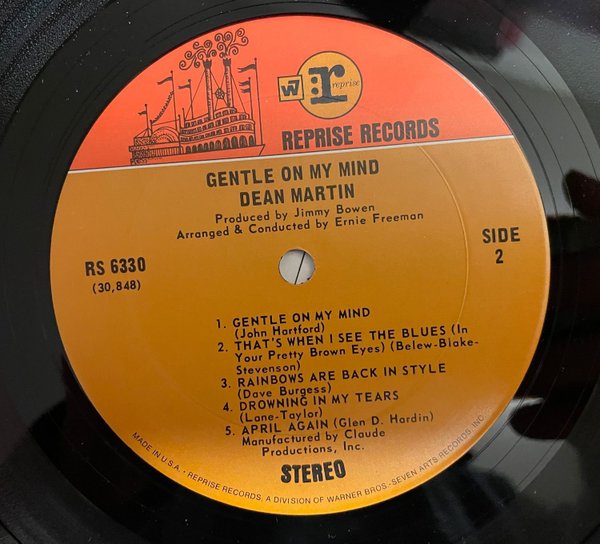 W7
r: reprise
REPRISE RECORDS
GENTLE ON MY MIND
DEAN MARTIN
Produced by Jimmy Bowen
Arranged & Conducted by Ernie Freeman
RS 6330
(30,848)
SIDE
2
1. GENTLE ON MY MIND
(John Hartford)
2. THAT'S WHEN I SEE THE BLUES (In
Your Pretty Brown Eyes) (Belew-Blake-
Stevenson)
3. RAINBOWS ARE BACK IN STYLE
(Dave Burgess)
4. DROWNING IN MY TEARS
(Lane-Taylor)
5. APRIL AGAIN (Glen D. Hardin)
Manufactured by Claude
Productions, Inc.
STEREO
MADE IN U.S.A. - REPRISE RECORDS, A DIVISION OF WARNER BROS.-SEVEN ARTS RECORDS, INC.